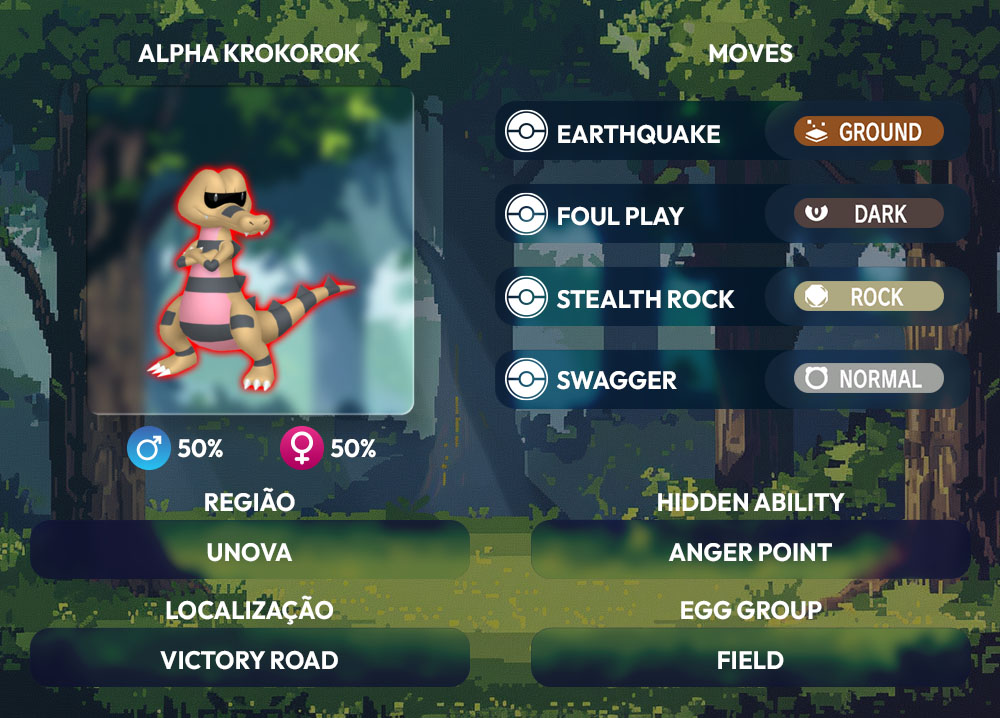 ALPHA KROKOROK
MOVES
EARTHQUAKE GROUND
FOUL PLAY DARK
STEALTH ROCK ROCK
SWAGGER NORMAL
50% 50%
REGIÃO
UNOVA
LOCALIZAÇÃO
VICTORY ROAD
HIDDEN ABILITY
ANGER POINT
EGG GROUP
FIELD